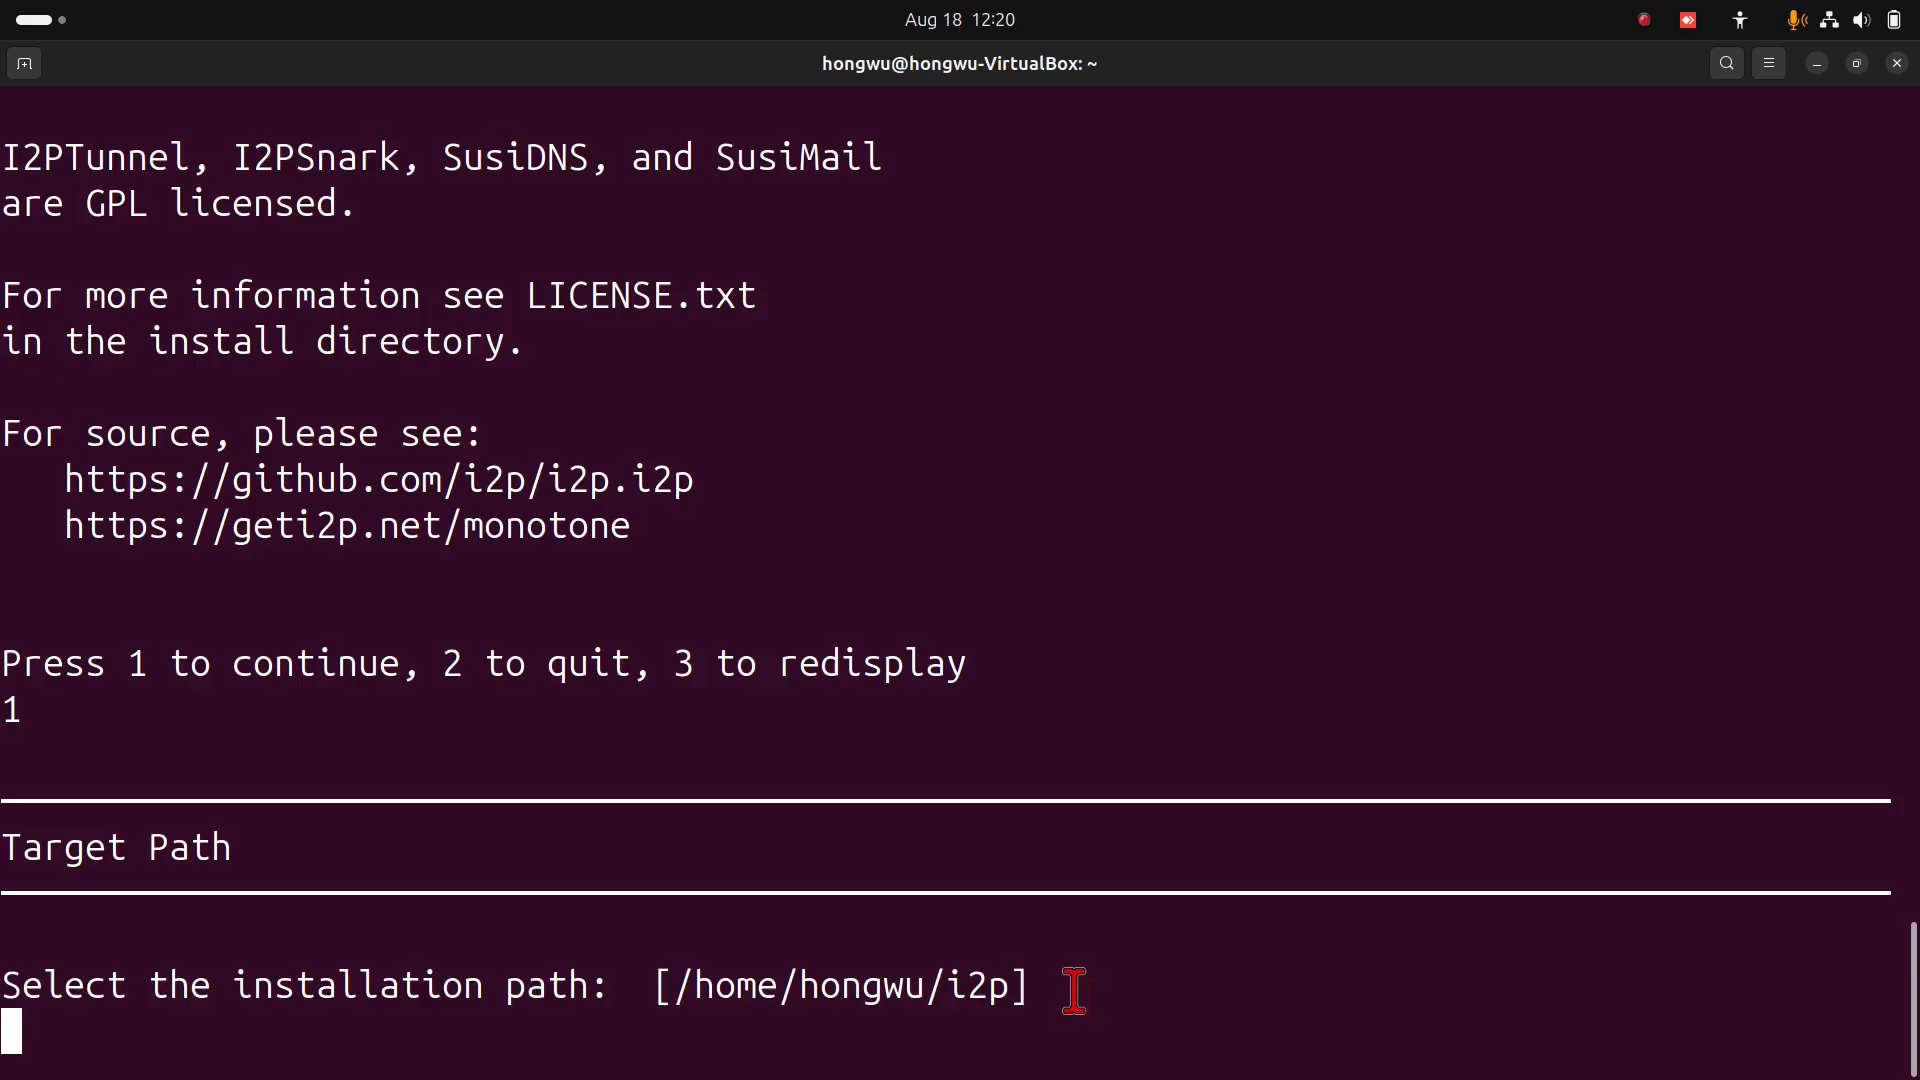 Aug 18 12:20
hongwu@hongwu-VirtualBox: ~
I2PTunnel, I2PSnark, SusiDNS, and SusiMail
are GPL licensed.
For more information see LICENSE.txt
in the install directory.
For source, please see:
https://github.com/i2p/i2p.i2p
https://geti2p.net/monotone
Press 1 to continue, 2 to quit, 3 to redisplay
1
Target Path
Select the installation path:  [/home/hongwu/i2p]